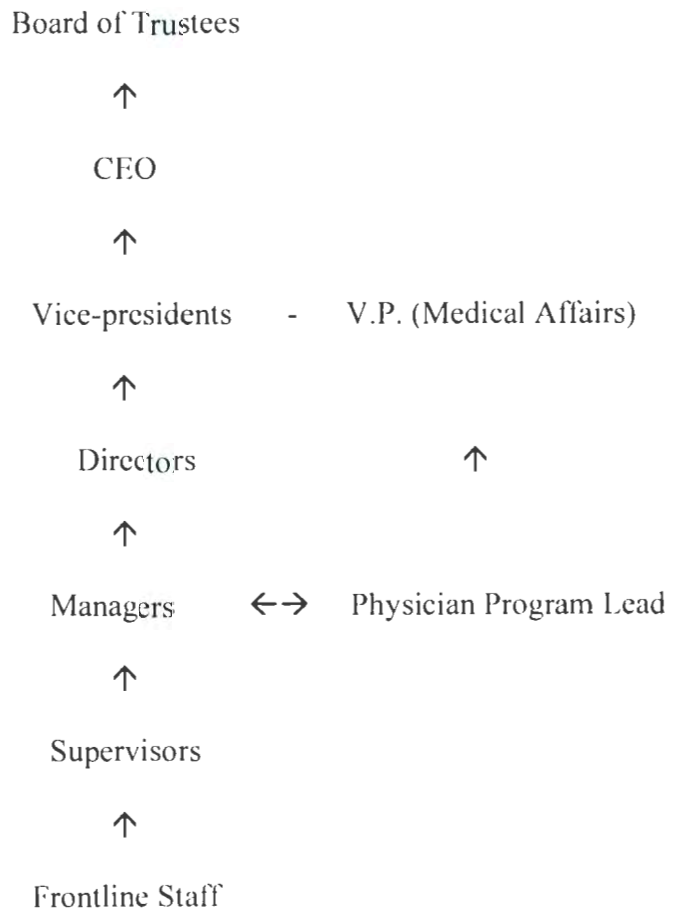 Board of Trustees
↑
CEO
↑
Vice-presidents - V.P. (Medical Affairs)
↑
Directors ↑
↑
Managers ←→ Physician Program Lead
↑
Supervisors
↑
Frontline Staff